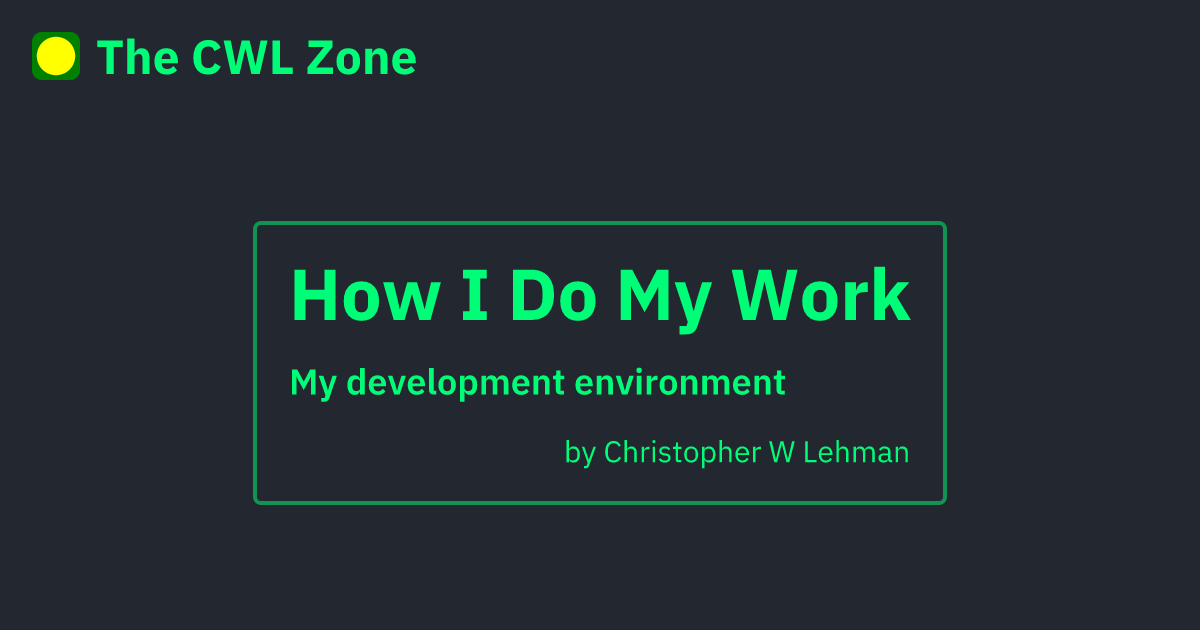 The CWL Zone
How I Do My Work
My development environment
by Christopher W Lehman